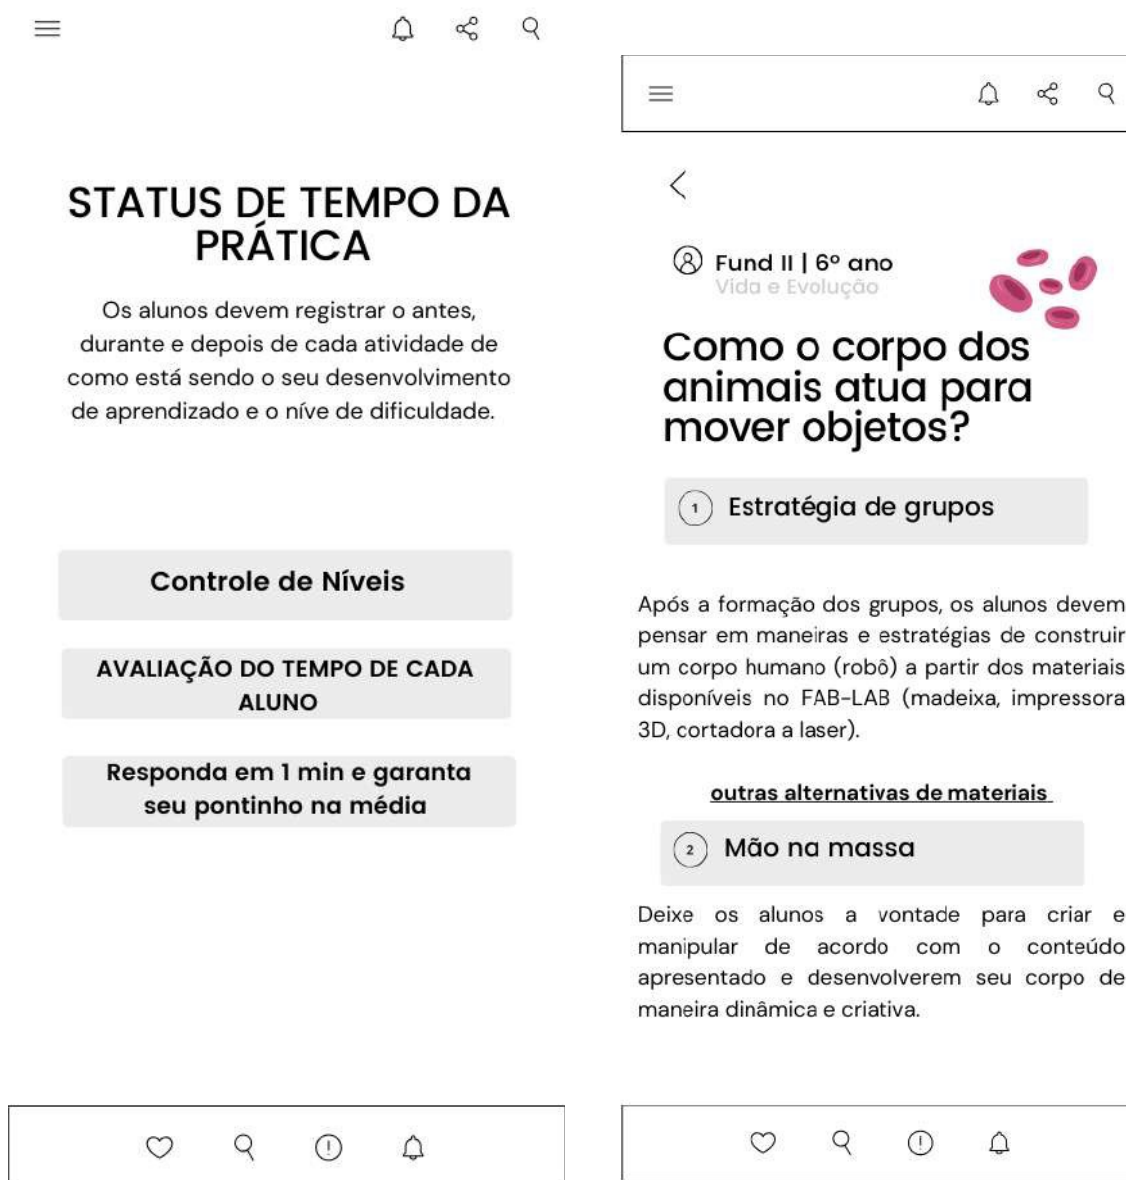 STATUS DE TEMPO DA
PRÁTICA
Os alunos devem registrar o antes,
durante e depois de cada atividade de
como está sendo o seu desenvolvimento
de aprendizado e o níve de dificuldade.
Controle de Níveis
AVALIAÇÃO DO TEMPO DE CADA
ALUNO
Responda em 1 min e garanta
seu pontinho na média
Fund II | 6º ano
Vida e Evolução
Como o corpo dos
animais atua para
mover objetos?
1 Estratégia de grupos
Após a formação dos grupos, os alunos devem
pensar em maneiras e estratégias de construir
um corpo humano (robô) a partir dos materiais
disponíveis no FAB-LAB (madeixa, impressora
3D, cortadora a laser).
outras alternativas de materiais
2 Mão na massa
Deixe os alunos a vontade para criar e
manipular de acordo com o conteúdo
apresentado e desenvolverem seu corpo de
maneira dinâmica e criativa.